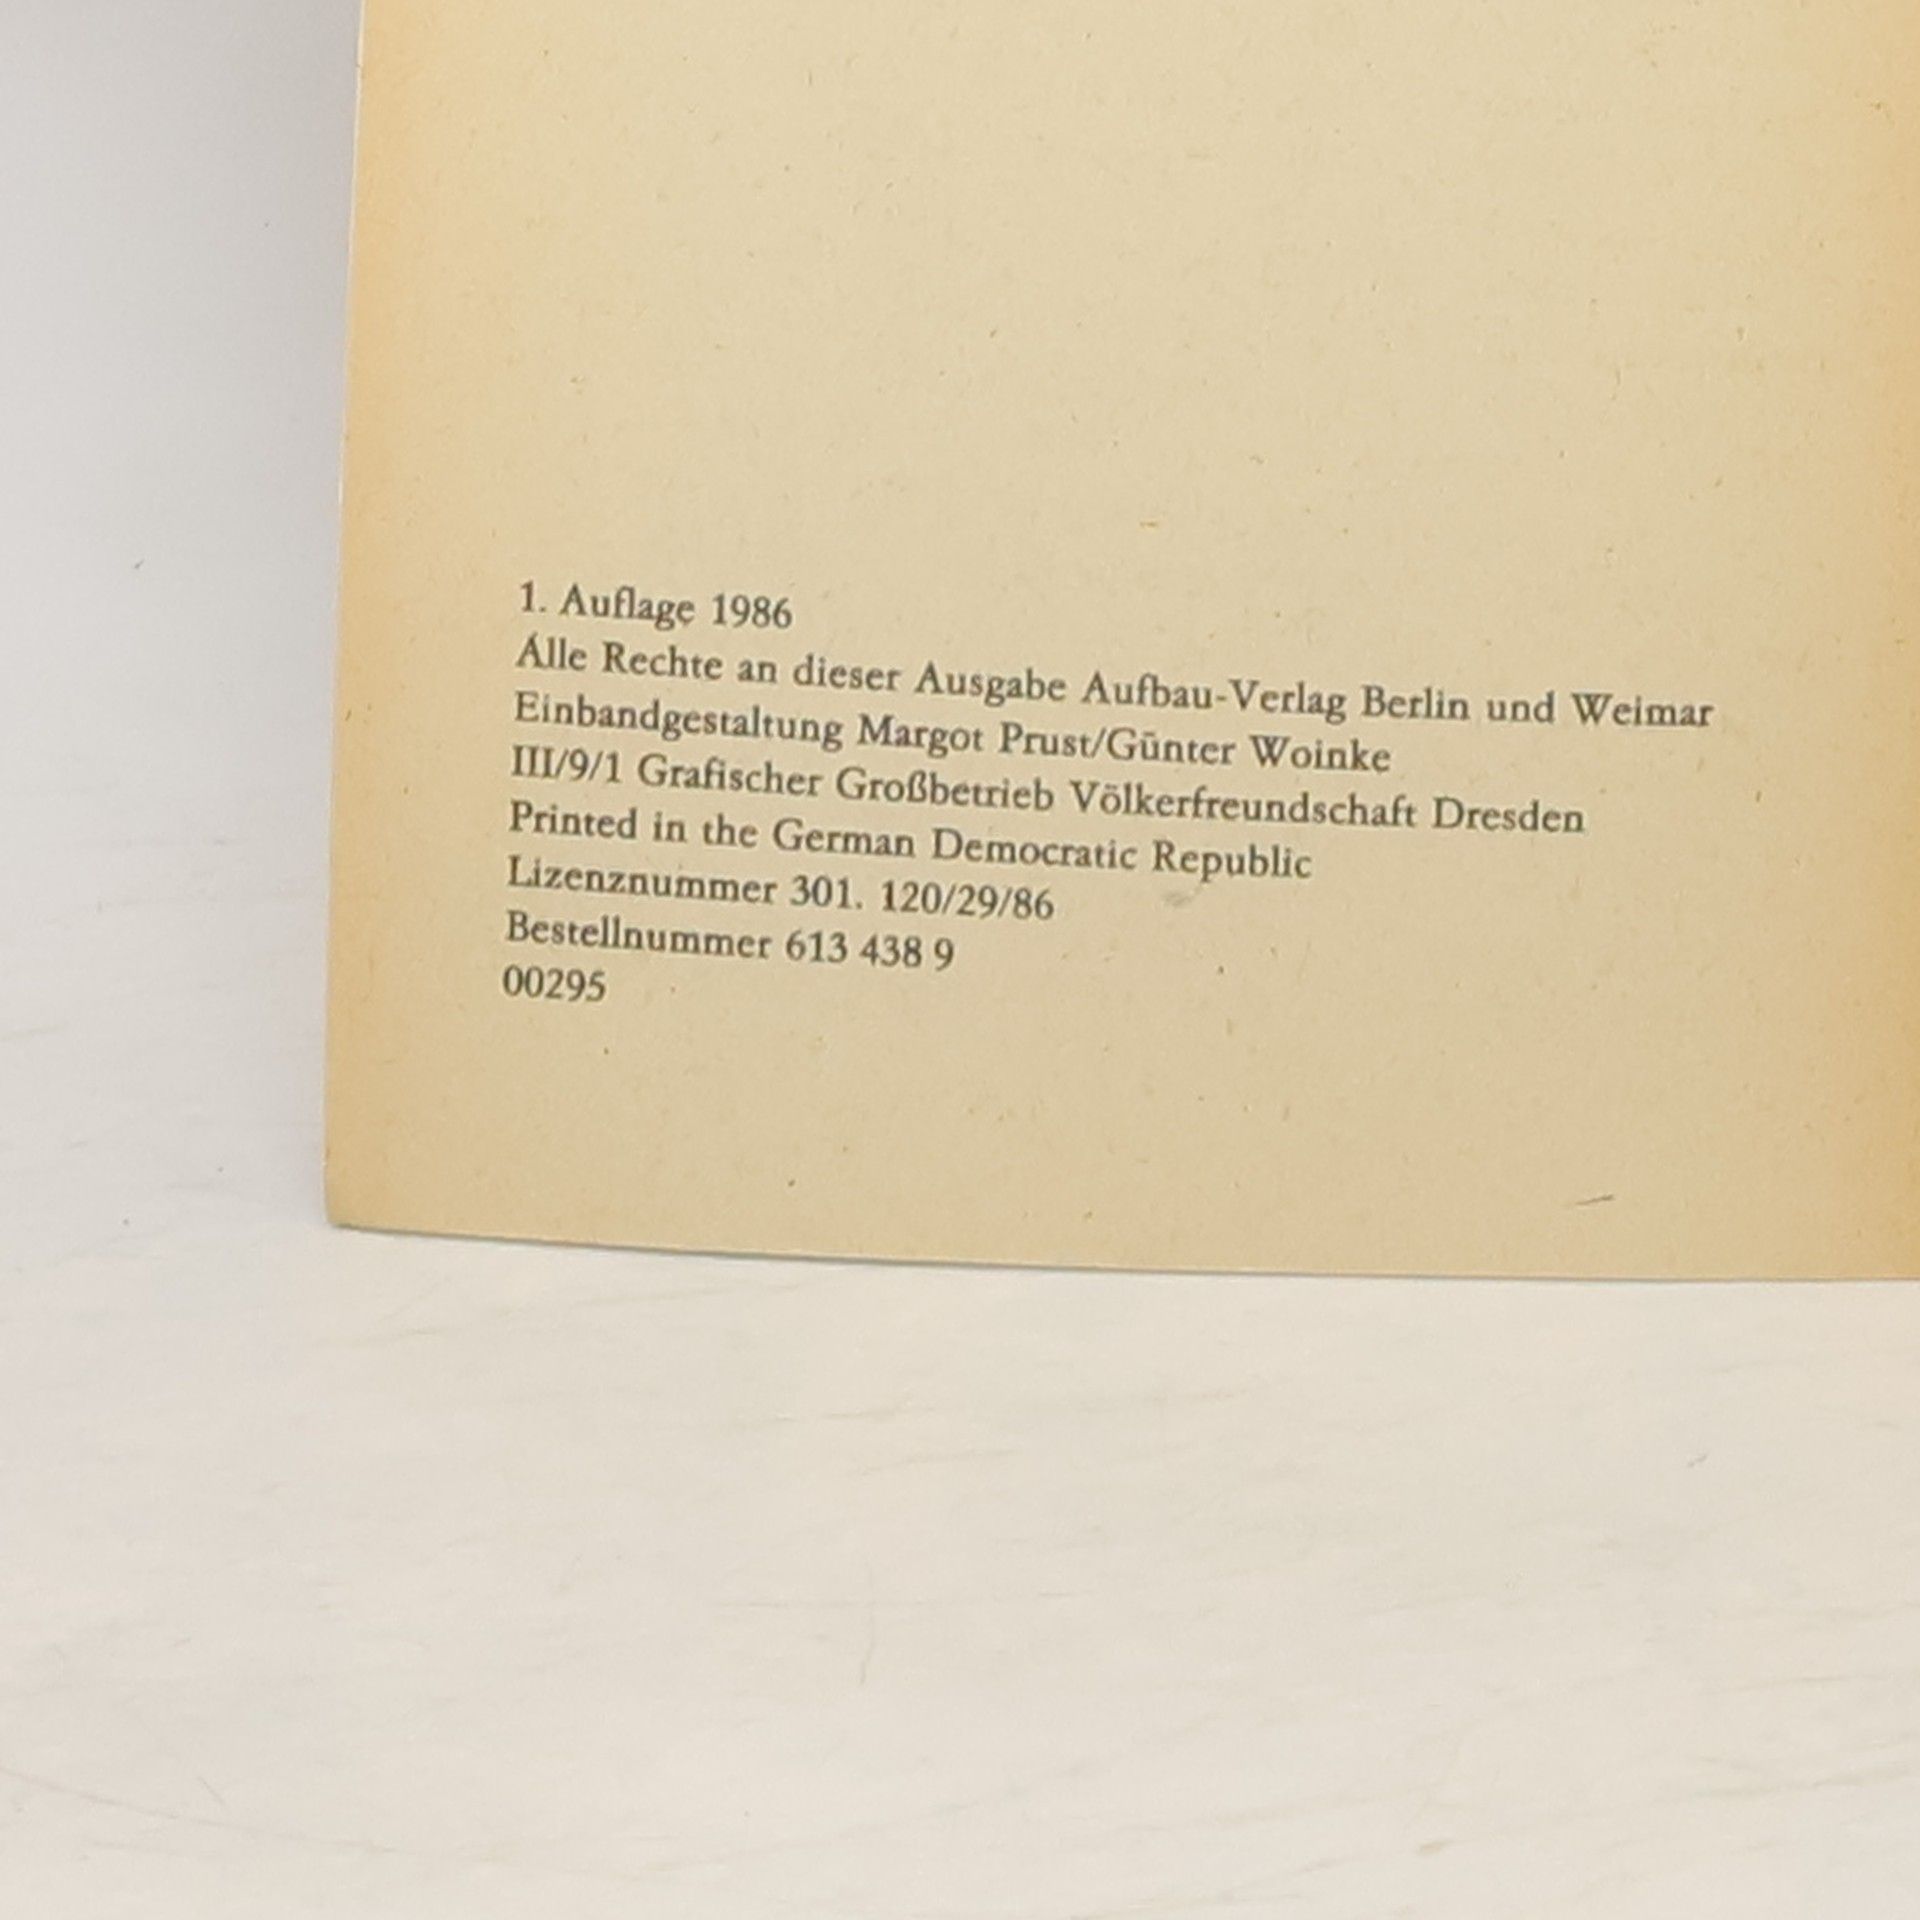 1. Auflage 1986
Alle Rechte an dieser Ausgabe Aufbau-Verlag Berlin und Weimar
Einbandgestaltung Margot Prust/Günter Woinke
III/9/1 Grafischer Großbetrieb Völkerfreundschaft Dresden
Printed in the German Democratic Republic
Lizenznummer 301. 120/29/86
Bestellnummer 613 438 9
00295